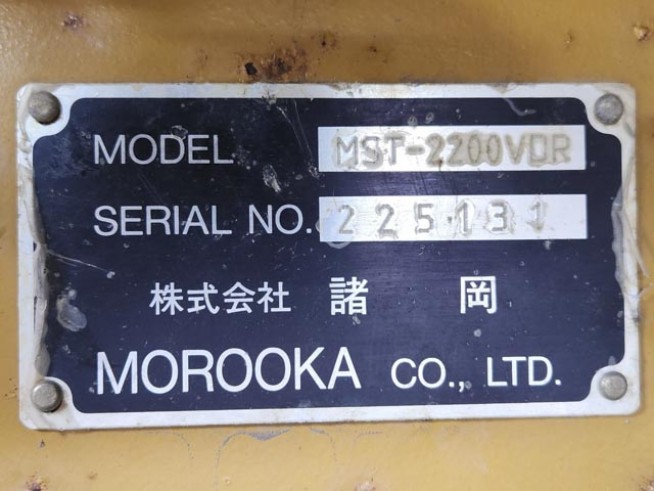 MODEL MST-2200VDR
SERIAL NO. 225131
株式会社 諸 岡
MOROOKA CO., LTD.